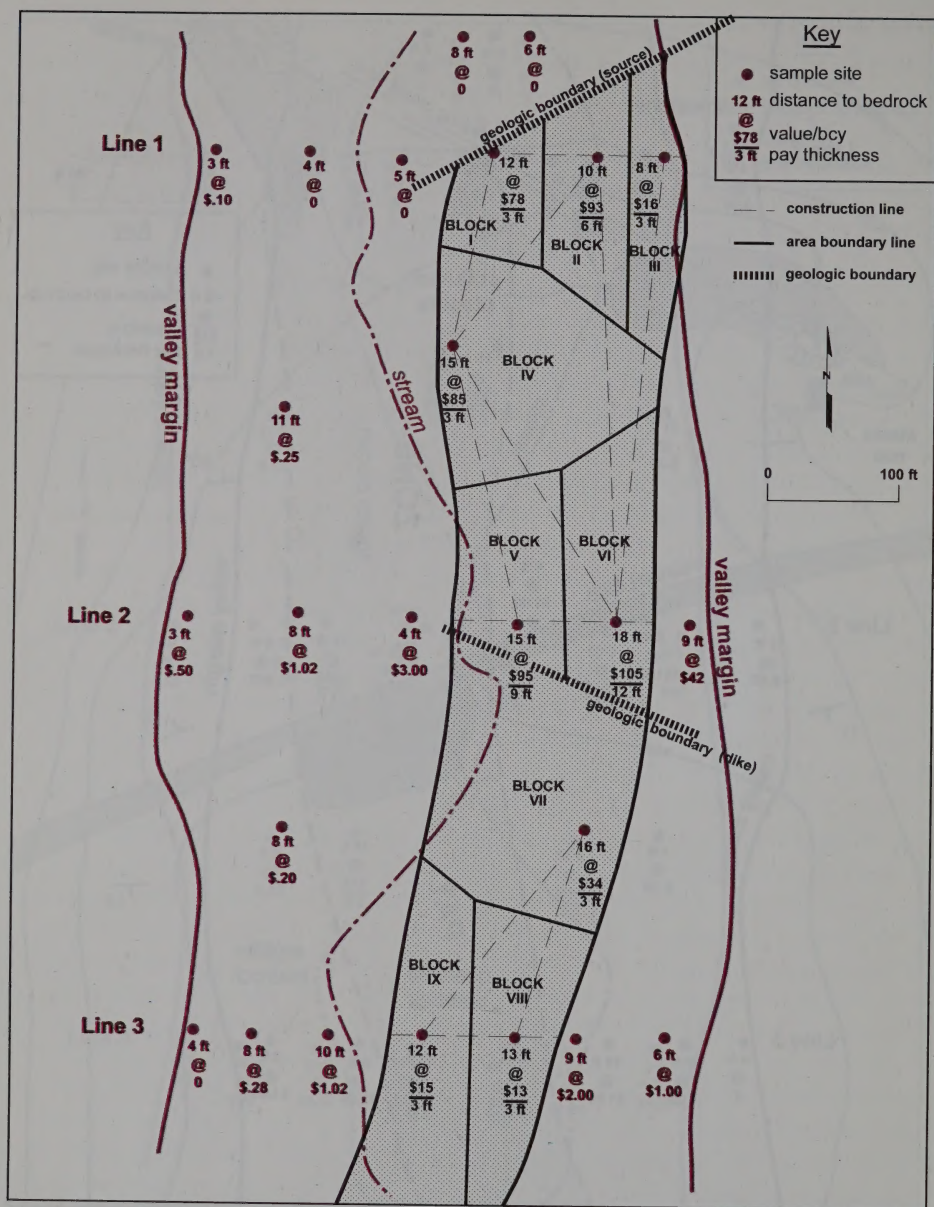 8 ft
@
0
6 ft
@
0
geologic boundary (source)
Key
sample site
12 ft distance to bedrock
@
$78 value/bcy
3 ft pay thickness
construction line
area boundary line
geologic boundary
N
0 100 ft
Line 1
3 ft
@
$.10
4 ft
@
0
5 ft
@
0
12 ft
@
$78
3 ft
10 ft
@
$93
6 ft
8 ft
@
$16
3 ft
BLOCK
I
BLOCK
II
BLOCK
III
valley margin
stream
15 ft
@
$85
3 ft
BLOCK
IV
11 ft
@
$.25
BLOCK
V
BLOCK
VI
valley margin
Line 2
3 ft
@
$.50
8 ft
@
$1.02
4 ft
@
$3.00
15 ft
@
$95
9 ft
18 ft
@
$105
12 ft
9 ft
@
$42
geologic boundary (dike)
BLOCK
VII
8 ft
@
$.20
16 ft
@
$34
3 ft
BLOCK
IX
BLOCK
VIII
Line 3
4 ft
@
0
8 ft
@
$.28
10 ft
@
$1.02
12 ft
@
$15
3 ft
13 ft
@
$13
3 ft
9 ft
@
$2.00
6 ft
@
$1.00